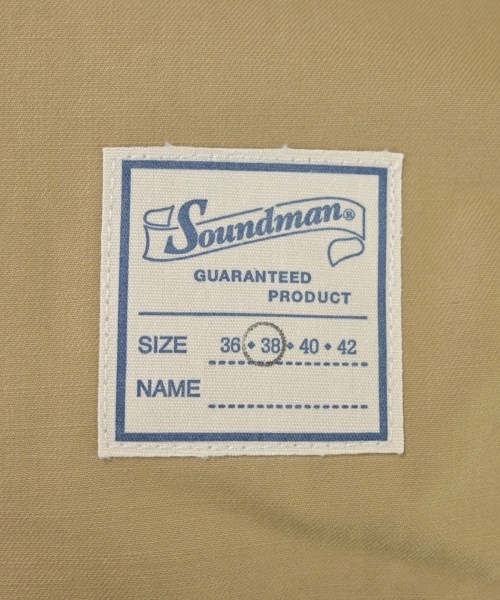 Soundman®
GUARANTEED
PRODUCT
SIZE 36 • 38 • 40 • 42
NAME